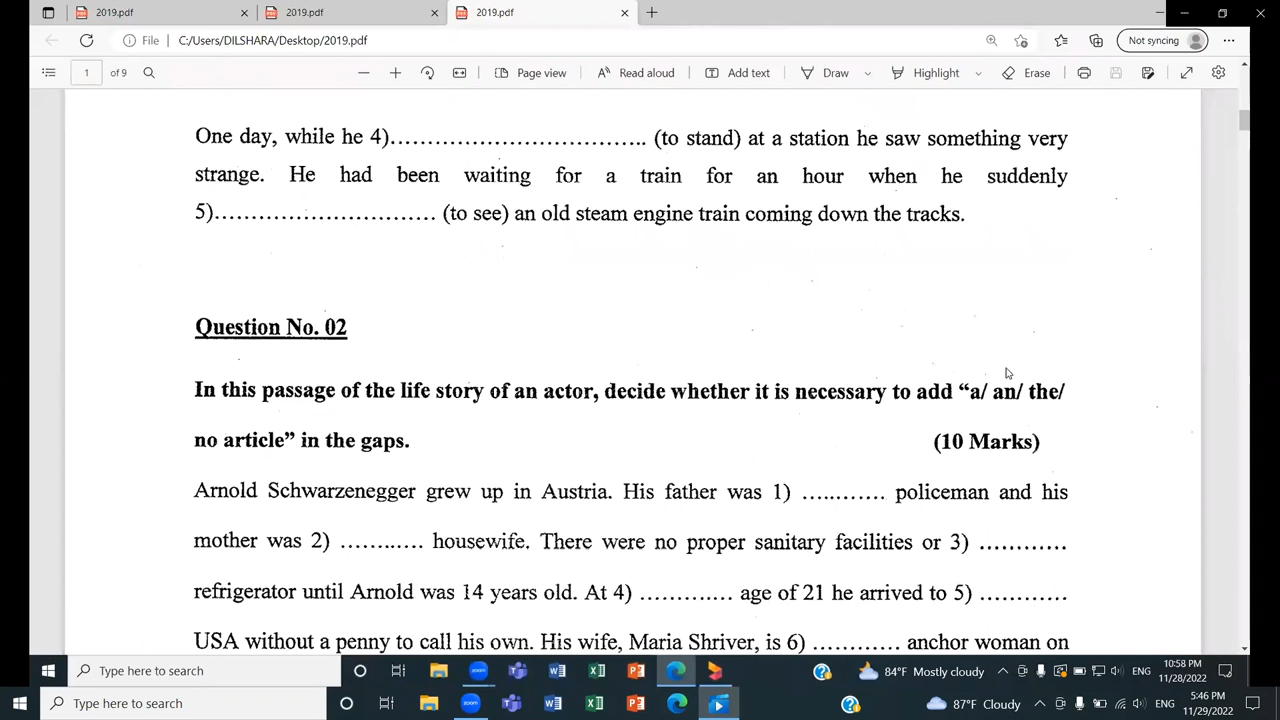 2019.pdf
2019.pdf
2019.pdf
File C:/Users/DILSHARA/Desktop/2019.pdf
Not syncing
1 of 9
Page view
Read aloud
Add text
Draw
Highlight
Erase
One day, while he 4)………………………….. (to stand) at a station he saw something very
strange. He had been waiting for a train for an hour when he suddenly
5)………………………… (to see) an old steam engine train coming down the tracks.
Question No. 02
In this passage of the life story of an actor, decide whether it is necessary to add “a/ an/ the/
no article” in the gaps. (10 Marks)
Arnold Schwarzenegger grew up in Austria. His father was 1) ………… policeman and his
mother was 2) ………… housewife. There were no proper sanitary facilities or 3) …………
refrigerator until Arnold was 14 years old. At 4) ………… age of 21 he arrived to 5) …………
USA without a penny to call his own. His wife, Maria Shriver, is 6) ………… anchor woman on
Type here to search
84°F Mostly cloudy
ENG
10:58 PM
11/28/2022
Type here to search
87°F Cloudy
ENG
5:46 PM
11/29/2022